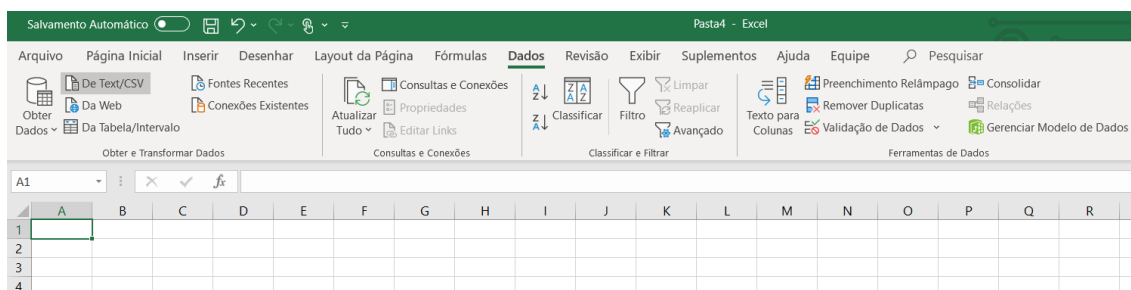 Salvamento Automático Pasta4 - Excel
Arquivo Página Inicial Inserir Desenhar Layout da Página Fórmulas Dados Revisão Exibir Suplementos Ajuda Equipe Pesquisar
Obter Dados
De Text/CSV
Da Web
Da Tabela/Intervalo
Fontes Recentes
Conexões Existentes
Obter e Transformar Dados
Atualizar Tudo
Consultas e Conexões
Propriedades
Editar Links
Consultas e Conexões
Classificar
Filtro
Limpar
Reaplicar
Avançado
Classificar e Filtrar
Texto para Colunas
Preenchimento Relâmpago
Remover Duplicatas
Validação de Dados
Consolidar
Relações
Gerenciar Modelo de Dados
Ferramentas de Dados
A1 fx
A B C D E F G H I J K L M N O P Q R
1
2
3
4